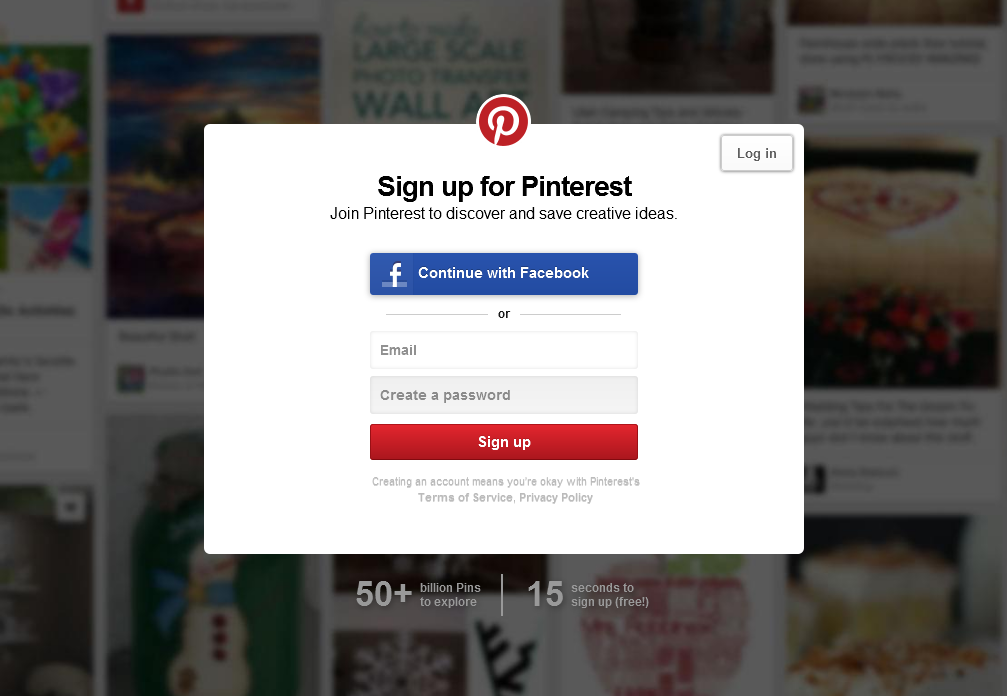 how to make
LARGE SCALE
PHOTO TRANSFER
WALL ART
Log in
Sign up for Pinterest
Join Pinterest to discover and save creative ideas.
f
Continue with Facebook
or
Email
Create a password
Sign up
Creating an account means you're okay with Pinterest's
Terms of Service, Privacy Policy
50+
billion Pins
to explore
15
seconds to
sign up (free!)